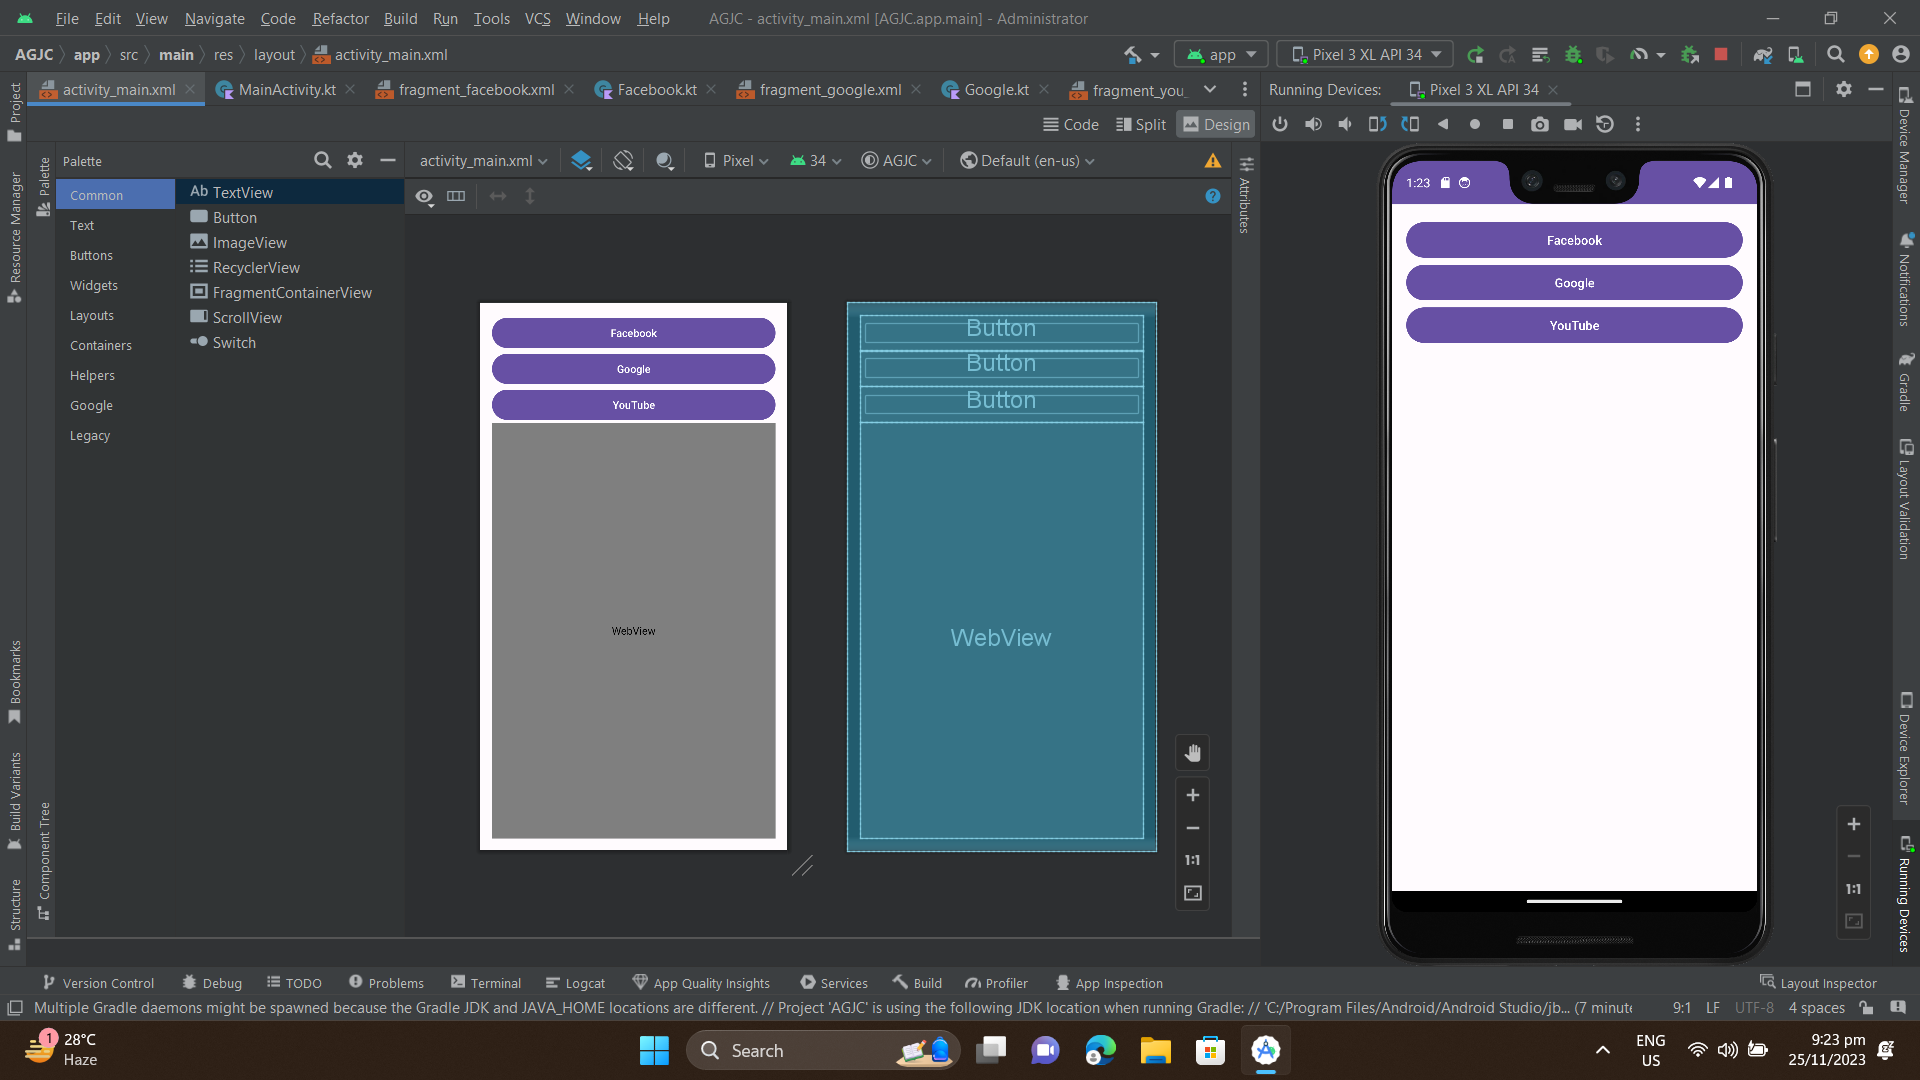 File Edit View Navigate Code Refactor Build Run Tools VCS Window Help AGJC - activity_main.xml [AGJC.app.main] - Administrator
AGJC app src main res layout activity_main.xml app Pixel 3 XL API 34
activity_main.xml MainActivity.kt fragment_facebook.xml Facebook.kt fragment_google.xml Google.kt fragment_you_ Running Devices: Pixel 3 XL API 34
Code Split Design
Palette activity_main.xml Pixel 34 AGJC Default (en-us)
Common
Text
Buttons
Widgets
Layouts
Containers
Helpers
Google
Legacy
Ab TextView
Button
ImageView
RecyclerView
FragmentContainerView
ScrollView
Switch
Project
Resource Manager
Bookmarks
Build Variants
Structure
Palette
Component Tree
Facebook
Google
YouTube
WebView
Button
Button
Button
WebView
1:1
Attributes
1:23
Facebook
Google
YouTube
1:1
Device Manager
Notifications
Gradle
Layout Validation
Device Explorer
Running Devices
Version Control Debug TODO Problems Terminal Logcat App Quality Insights Services Build Profiler App Inspection Layout Inspector
Multiple Gradle daemons might be spawned because the Gradle JDK and JAVA_HOME locations are different. // Project 'AGJC' is using the following JDK location when running Gradle: // 'C:/Program Files/Android/Android Studio/jb... (7 minute 9:1 LF UTF-8 4 spaces
1 28°C
Haze
Search
ENG
US
9:23 pm
25/11/2023